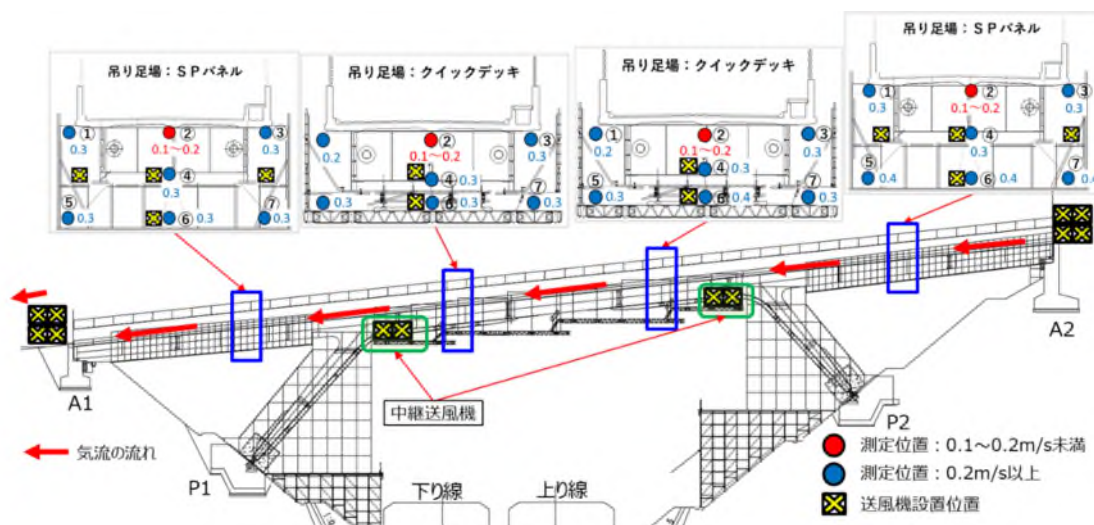 吊り足場：ＳＰパネル
① ② ③
0.3 0.1～0.2 0.3
④
0.3
⑤ ⑥ ⑦
0.3 0.3 0.3
吊り足場：クイックデッキ
① ② ③
0.2 0.1～0.2 0.3
④ 0.3
⑤ ⑥ ⑦
0.3 0.3 0.3
吊り足場：クイックデッキ
① ② ③
0.3 0.1～0.2 0.3
④ 0.3
⑤ ⑥ ⑦
0.3 0.4 0.3
吊り足場：ＳＰパネル
① ② ③
0.3 0.1～0.2 0.3
④
0.3
⑤ ⑥ ⑦
0.4 0.4 0.4
A1
A2
中継送風機
P1
P2
気流の流れ
下り線
上り線
測定位置：0.1～0.2m/s未満
測定位置：0.2m/s以上
送風機設置位置